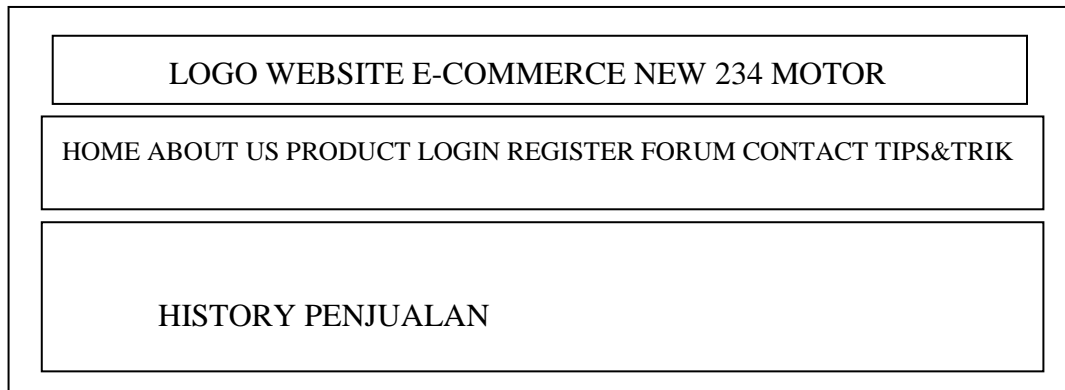 LOGO WEBSITE E-COMMERCE NEW 234 MOTOR
HOME ABOUT US PRODUCT LOGIN REGISTER FORUM CONTACT TIPS&TRIK
HISTORY PENJUALAN